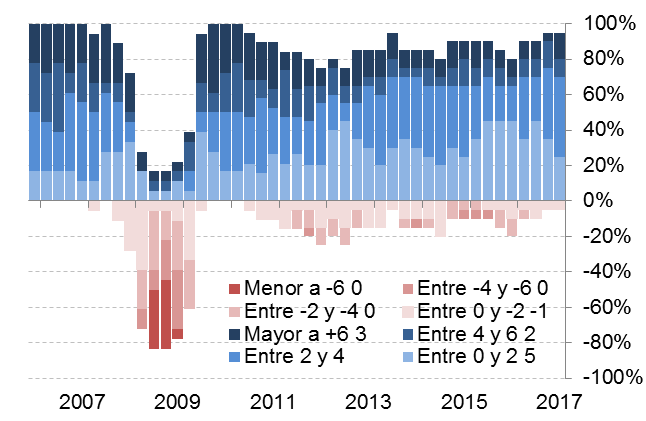 100%
80%
60%
40%
20%
0%
-20%
-40%
-60%
-80%
-100%
Menor a -6 0
Entre -4 y -6 0
Entre -2 y -4 0
Entre 0 y -2 -1
Mayor a +6 3
Entre 4 y 6 2
Entre 2 y 4
Entre 0 y 2 5
2007
2009
2011
2013
2015
2017